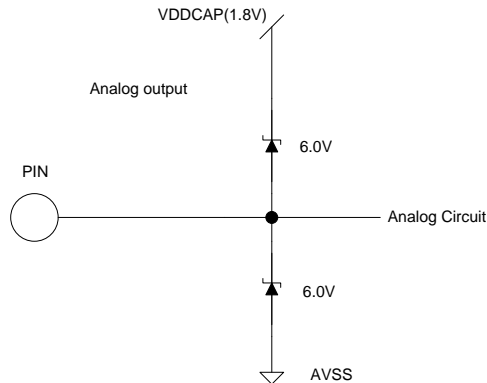 VDDCAP(1.8V)
Analog output
6.0V
PIN
Analog Circuit
6.0V
AVSS